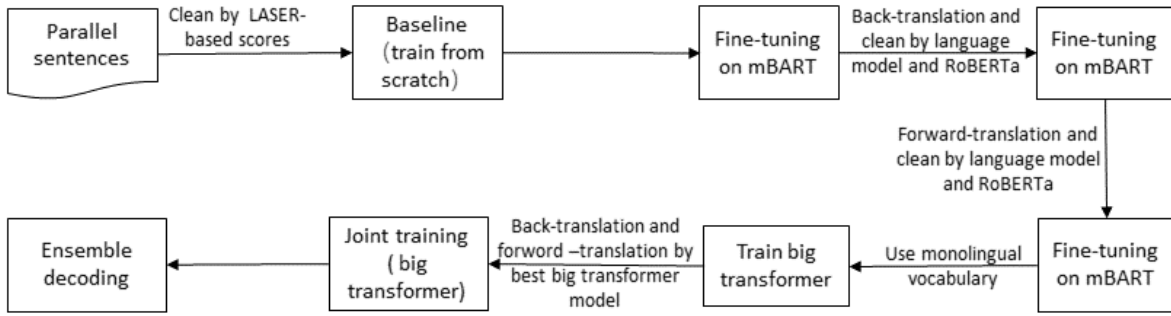 Parallel
sentences
Clean by LASER-
based scores
Baseline
（train from
scratch）
Fine-tuning
on mBART
Back-translation and
clean by language
model and RoBERTa
Fine-tuning
on mBART
Forward-translation and
clean by language model
and RoBERTa
Fine-tuning
on mBART
Use monolingual
vocabulary
Train big
transformer
Back-translation and
forword –translation by
best big transformer
model
Joint training
( big
transformer)
Ensemble
decoding